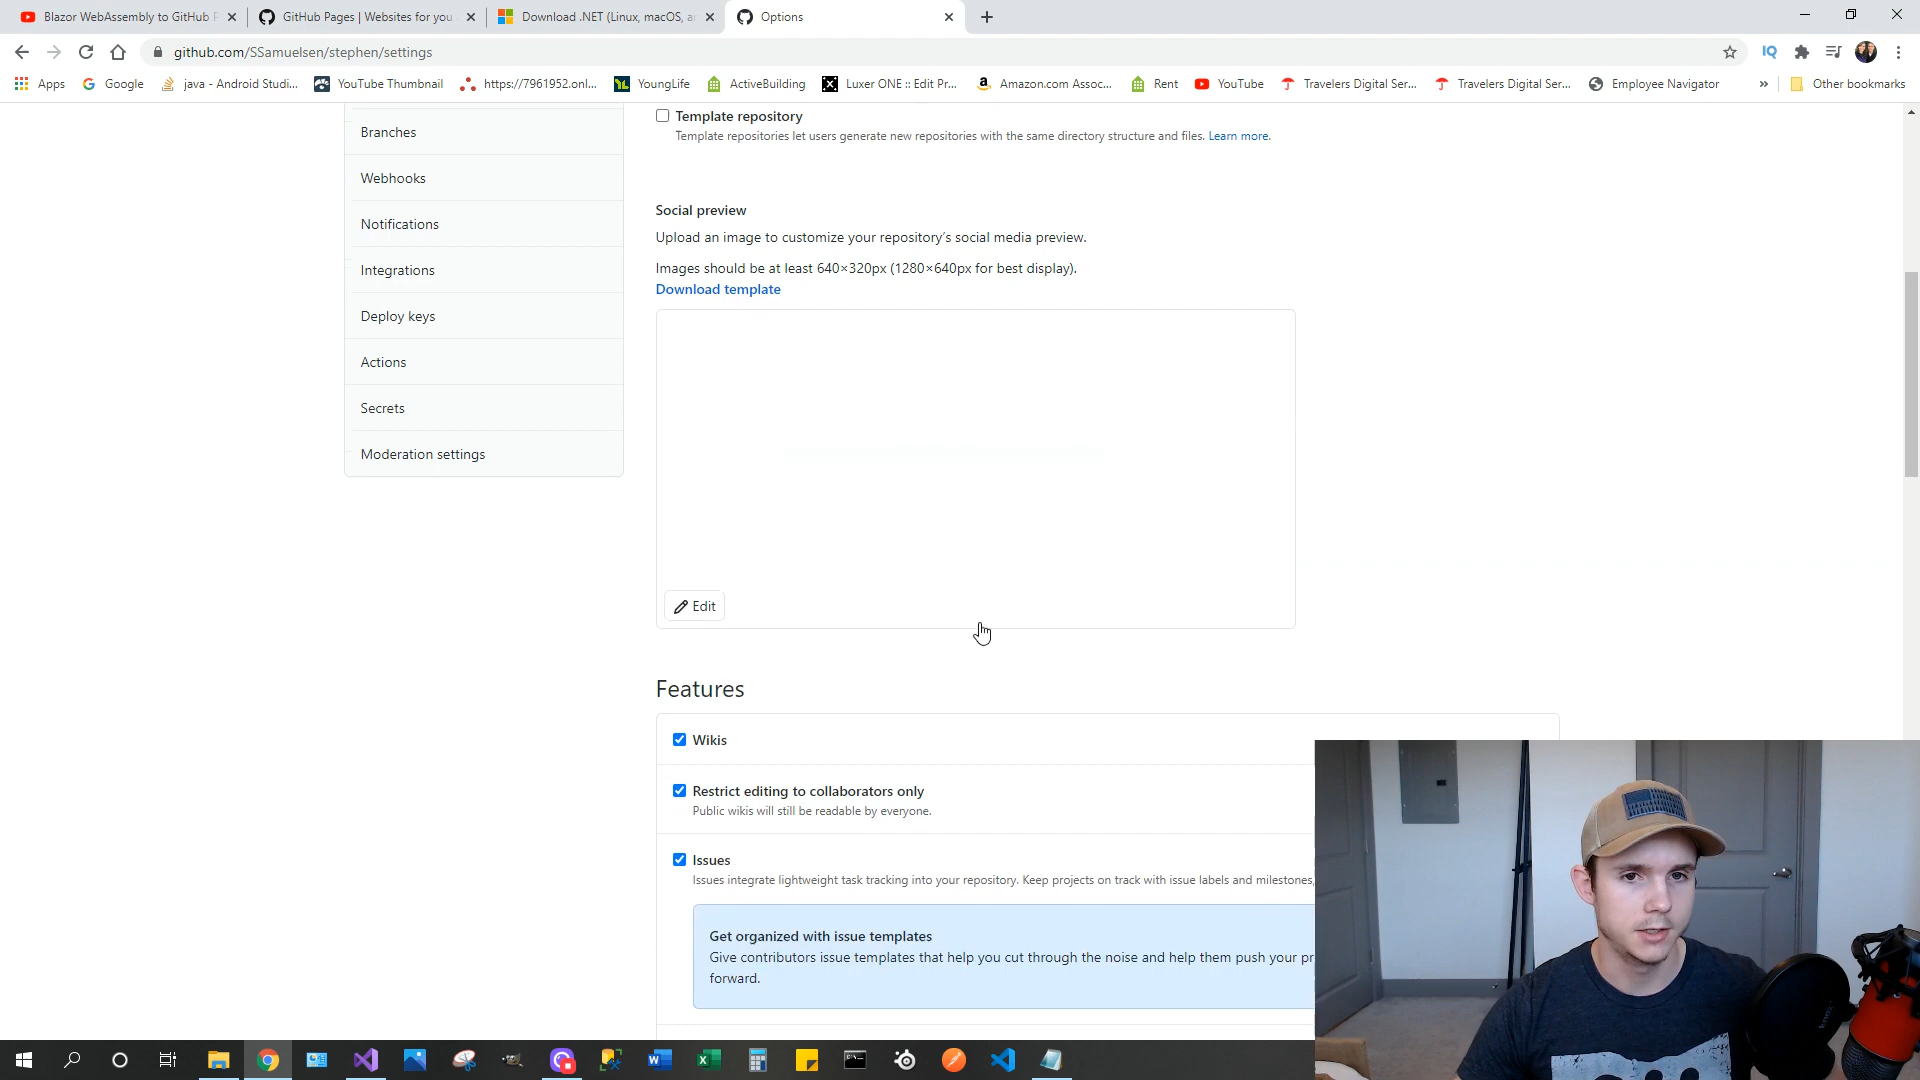 Blazor WebAssembly to GitHub P
GitHub Pages | Websites for you
Download .NET (Linux, macOS, a
Options
github.com/SSamuelsen/stephen/settings
IQ
Apps
Google
java - Android Studi...
YouTube Thumbnail
https://7961952.onl...
YoungLife
ActiveBuilding
Luxer ONE :: Edit Pr...
Amazon.com Assoc...
Rent
YouTube
Travelers Digital Ser...
Travelers Digital Ser...
Employee Navigator
»
Other bookmarks
Branches
Webhooks
Notifications
Integrations
Deploy keys
Actions
Secrets
Moderation settings
Template repository
Template repositories let users generate new repositories with the same directory structure and files. Learn more.
Social preview
Upload an image to customize your repository’s social media preview.
Images should be at least 640×320px (1280×640px for best display).
Download template
Edit
Features
Wikis
Restrict editing to collaborators only
Public wikis will still be readable by everyone.
Issues
Issues integrate lightweight task tracking into your repository. Keep projects on track with issue labels and milestones,
Get organized with issue templates
Give contributors issue templates that help you cut through the noise and help them push your pr
forward.